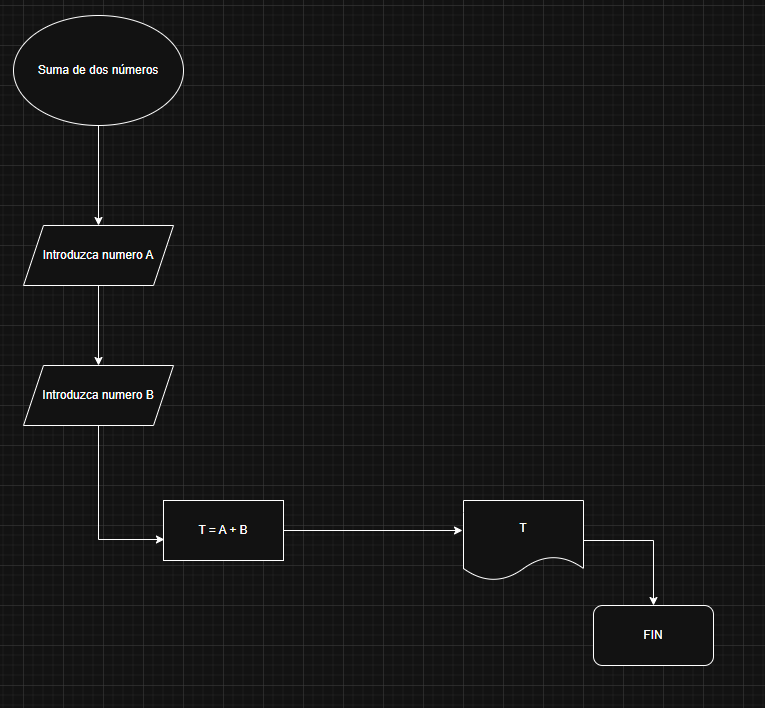 Suma de dos números
Introduzca numero A
Introduzca numero B
T = A + B
T
FIN